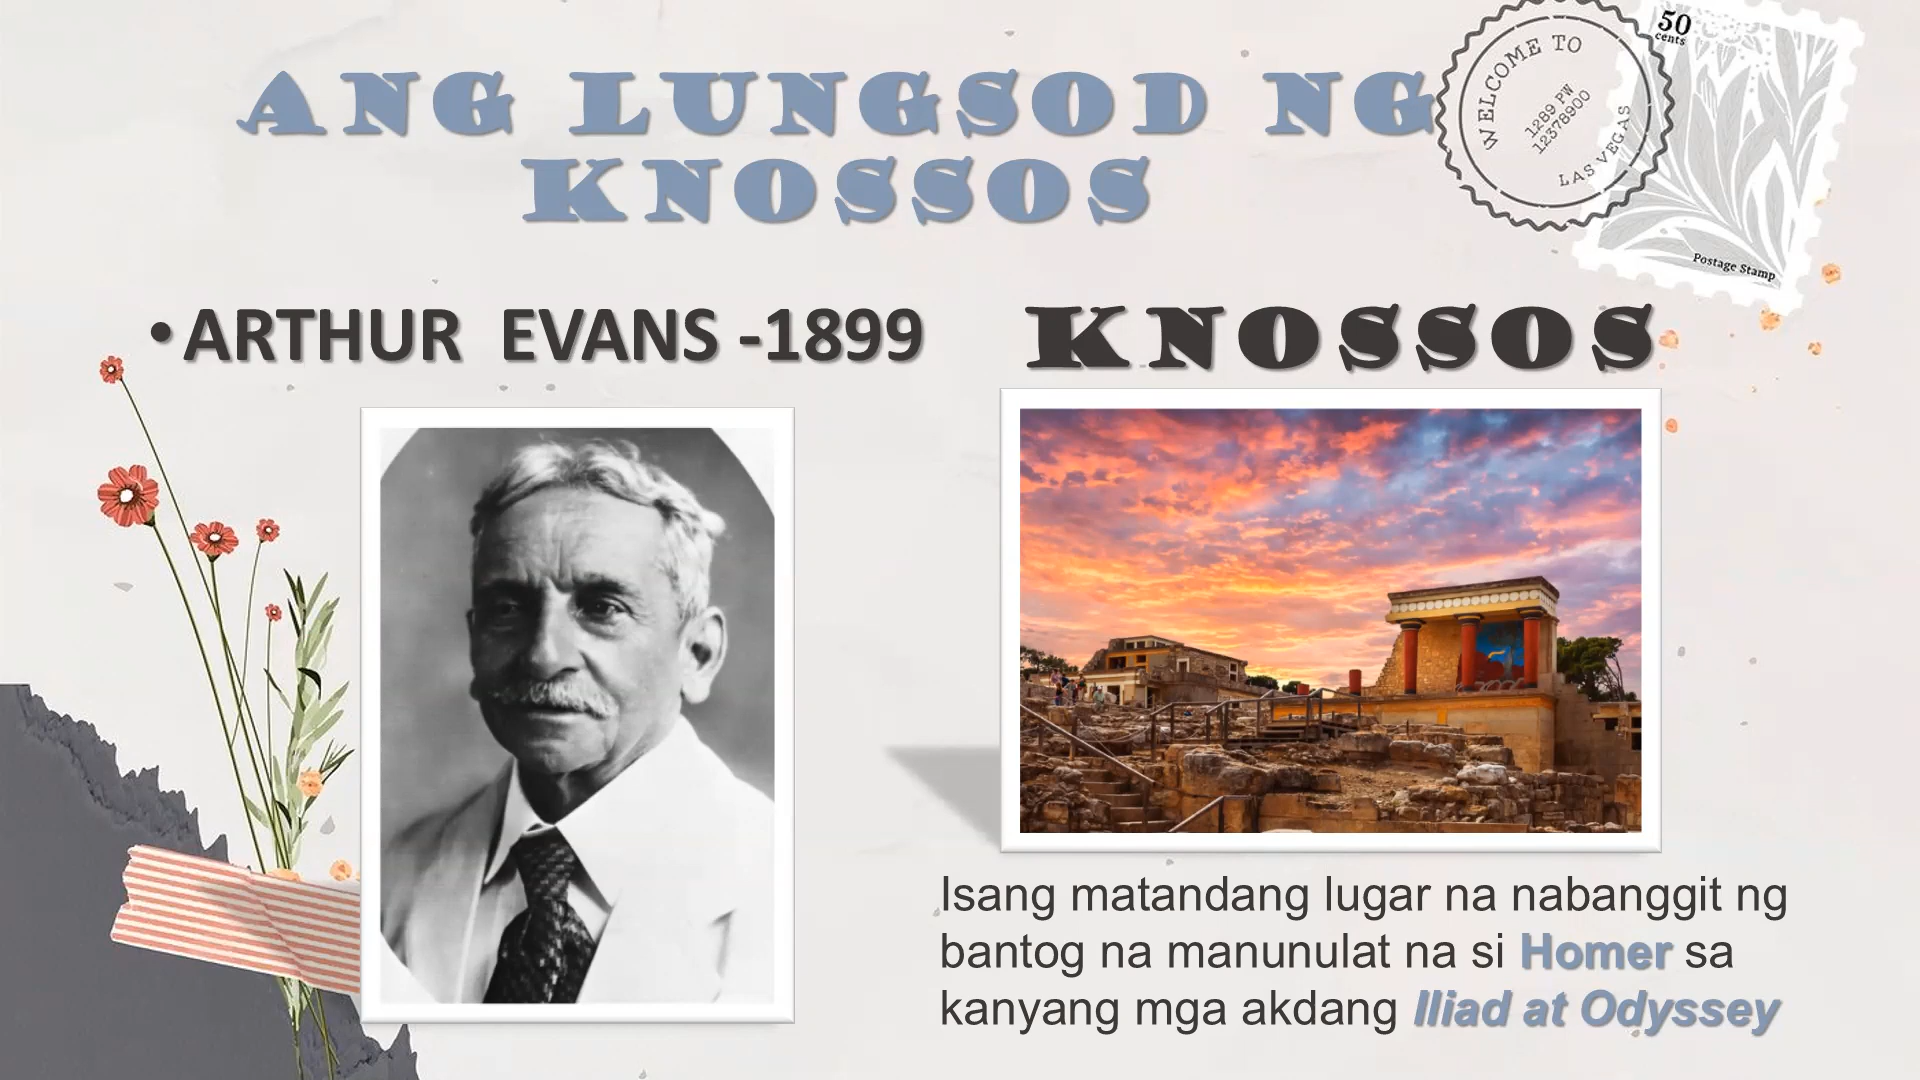 ANG LUNGSOD NG
KNOSSOS
WELCOME TO
1289 PW
12378900
LAS VEGAS
50
cents
Postage Stamp
•ARTHUR EVANS -1899
KNOSSOS
Isang matandang lugar na nabanggit ng
bantog na manunulat na si Homer sa
kanyang mga akdang Iliad at Odyssey